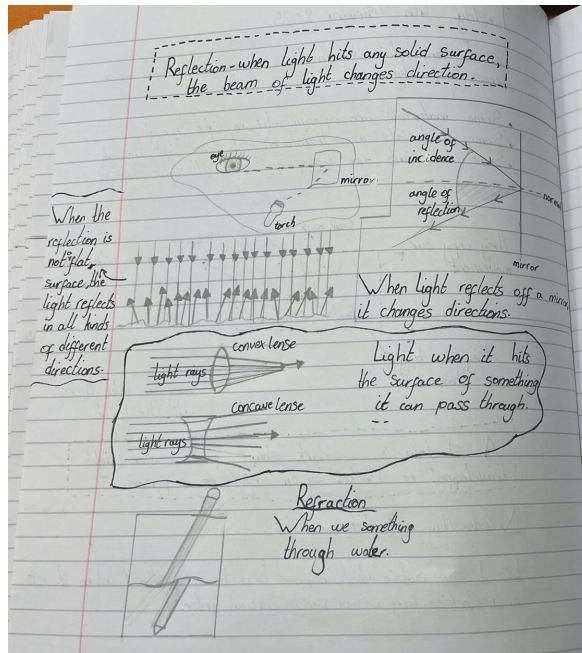 Reflection - when light hits any solid surface,
the beam of light changes direction.
eye
mirror
torch
angle of
incidence
angle of
reflection
normal
mirror
When the
reflection is
not a flat
surface, the
light reflects
in all kinds
of different
directions.
When light reflects off a mirror,
it changes directions.
convex lense
light rays
concave lense
light rays
Light when it hits
the surface of something
it can pass through.
Refraction
When we something
through water.